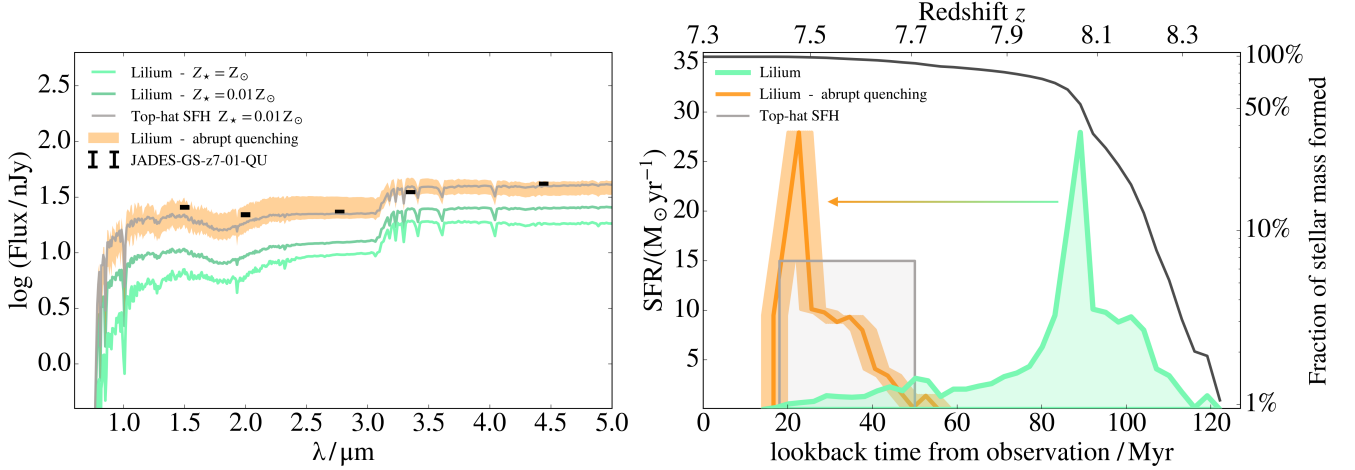 log (Flux / nJy)
2.5
2.0
1.5
1.0
0.5
0.0
Lilium - Z⋆ = Z⊙
Lilium - Z⋆ = 0.01 Z⊙
Top-hat SFH Z⋆ = 0.01 Z⊙
Lilium - abrupt quenching
JADES-GS-z7-01-QU
1.0 1.5 2.0 2.5 3.0 3.5 4.0 4.5 5.0
λ / μm
Redshift z
7.3 7.5 7.7 7.9 8.1 8.3
SFR/(M⊙yr⁻¹)
35
30
25
20
15
10
5
Lilium
Lilium - abrupt quenching
Top-hat SFH
100%
50%
10%
1%
Fraction of stellar mass formed
0 20 40 60 80 100 120
lookback time from observation / Myr